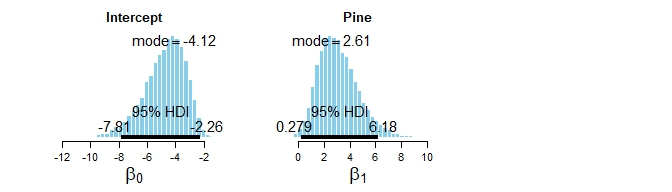 Intercept
mode = -4.12
95% HDI
-7.81 -2.26
-12 -10 -8 -6 -4 -2
β0
Pine
mode = 2.61
95% HDI
0.279 6.18
0 2 4 6 8 10
β1